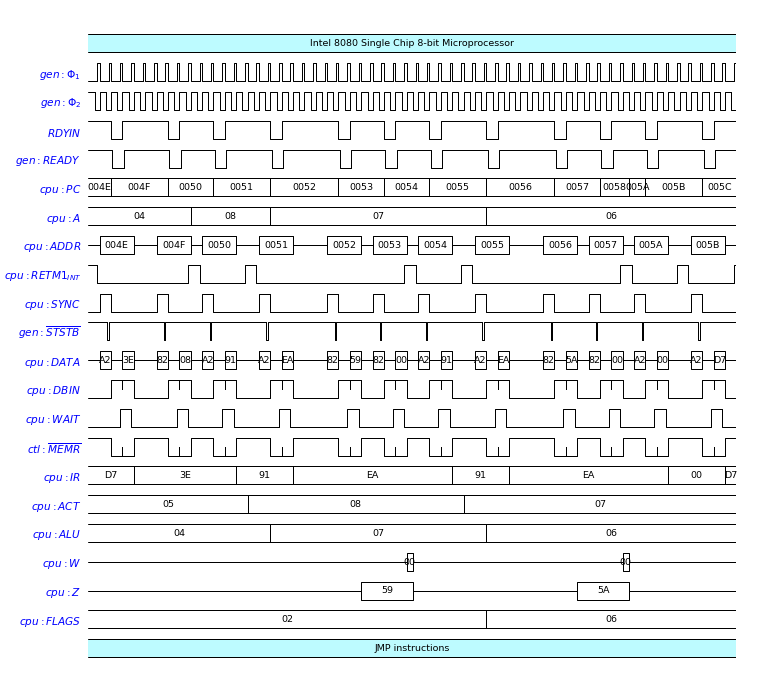 Intel 8080 Single Chip 8-bit Microprocessor
gen:Φ1
gen:Φ2
RDYIN
gen:READY
cpu:PC 004E 004F 0050 0051 0052 0053 0054 0055 0056 0057 0058 005A 005B 005C
cpu:A 04 08 07 06
cpu:ADDR 004E 004F 0050 0051 0052 0053 0054 0055 0056 0057 005A 005B
cpu:RETM1INT
cpu:SYNC
gen:STSTB
cpu:DATA A2 3E 82 08 A2 91 A2 EA 82 59 82 00 A2 91 A2 EA 82 5A 82 00 A2 00 A2 D7
cpu:DBIN
cpu:WAIT
ctl:MEMR
cpu:IR D7 3E 91 EA 91 EA 00 D7
cpu:ACT 05 08 07
cpu:ALU 04 07 06
cpu:W 00 00
cpu:Z 59 5A
cpu:FLAGS 02 06
JMP instructions